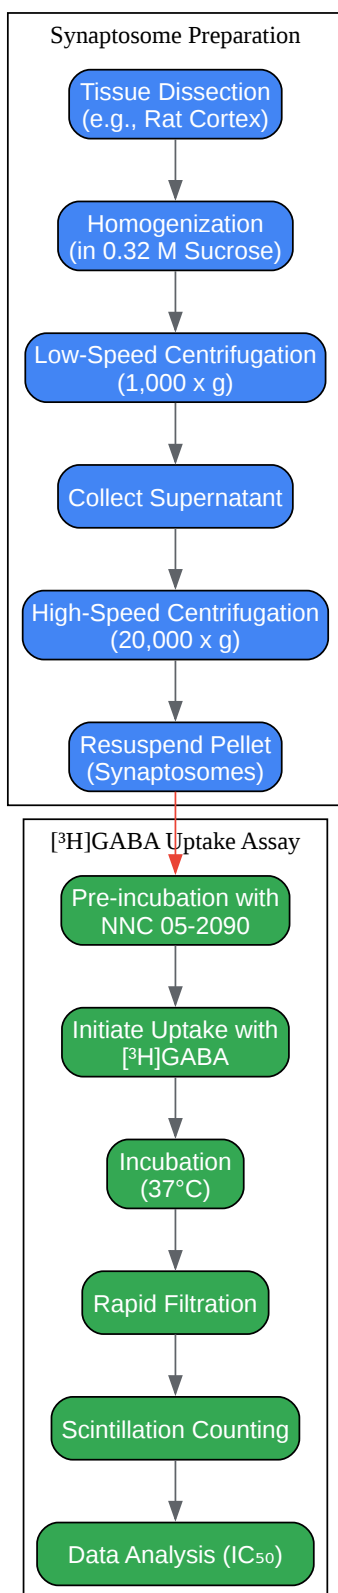 Synaptosome Preparation
Tissue Dissection
(e.g., Rat Cortex)
Homogenization
(in 0.32 M Sucrose)
Low-Speed Centrifugation
(1,000 x g)
Collect Supernatant
High-Speed Centrifugation
(20,000 x g)
Resuspend Pellet
(Synaptosomes)
[³H]GABA Uptake Assay
Pre-incubation with
NNC 05-2090
Initiate Uptake with
[³H]GABA
Incubation
(37°C)
Rapid Filtration
Scintillation Counting
Data Analysis (IC₅₀)